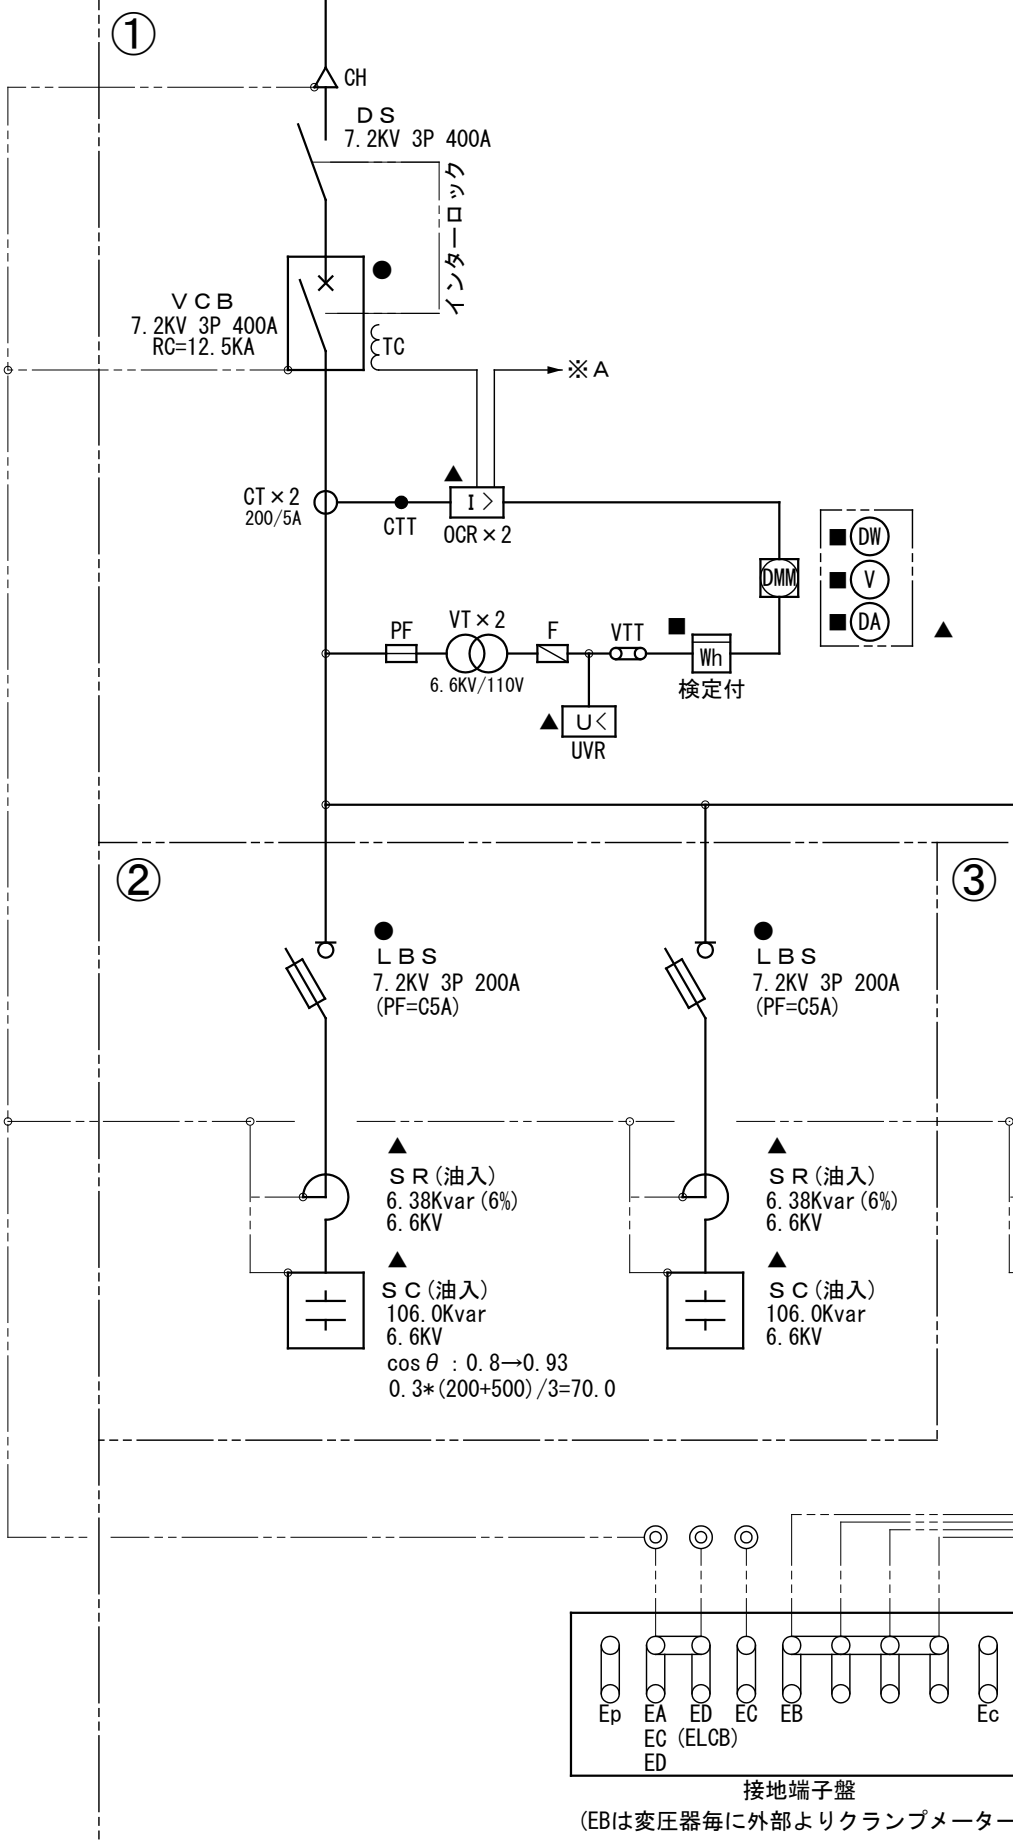 ①
CH
DS
7.2KV 3P 400A
インターロック
VCB
7.2KV 3P 400A
RC=12.5KA
TC
※A
CT×2
200/5A
CTT
I>
OCR×2
DMM
DW
V
DA
PF
VT×2
6.6KV/110V
F
VTT
Wh
検定付
U<
UVR
②
③
LBS
7.2KV 3P 200A
(PF=C5A)
LBS
7.2KV 3P 200A
(PF=C5A)
SR(油入)
6.38Kvar(6%)
6.6KV
SR(油入)
6.38Kvar(6%)
6.6KV
SC(油入)
106.0Kvar
6.6KV
cosθ：0.8→0.93
0.3*(200+500)/3=70.0
SC(油入)
106.0Kvar
6.6KV
Ep EA ED EC EB Ec
EC (ELCB)
ED
接地端子盤
(EBは変圧器毎に外部よりクランプメーター